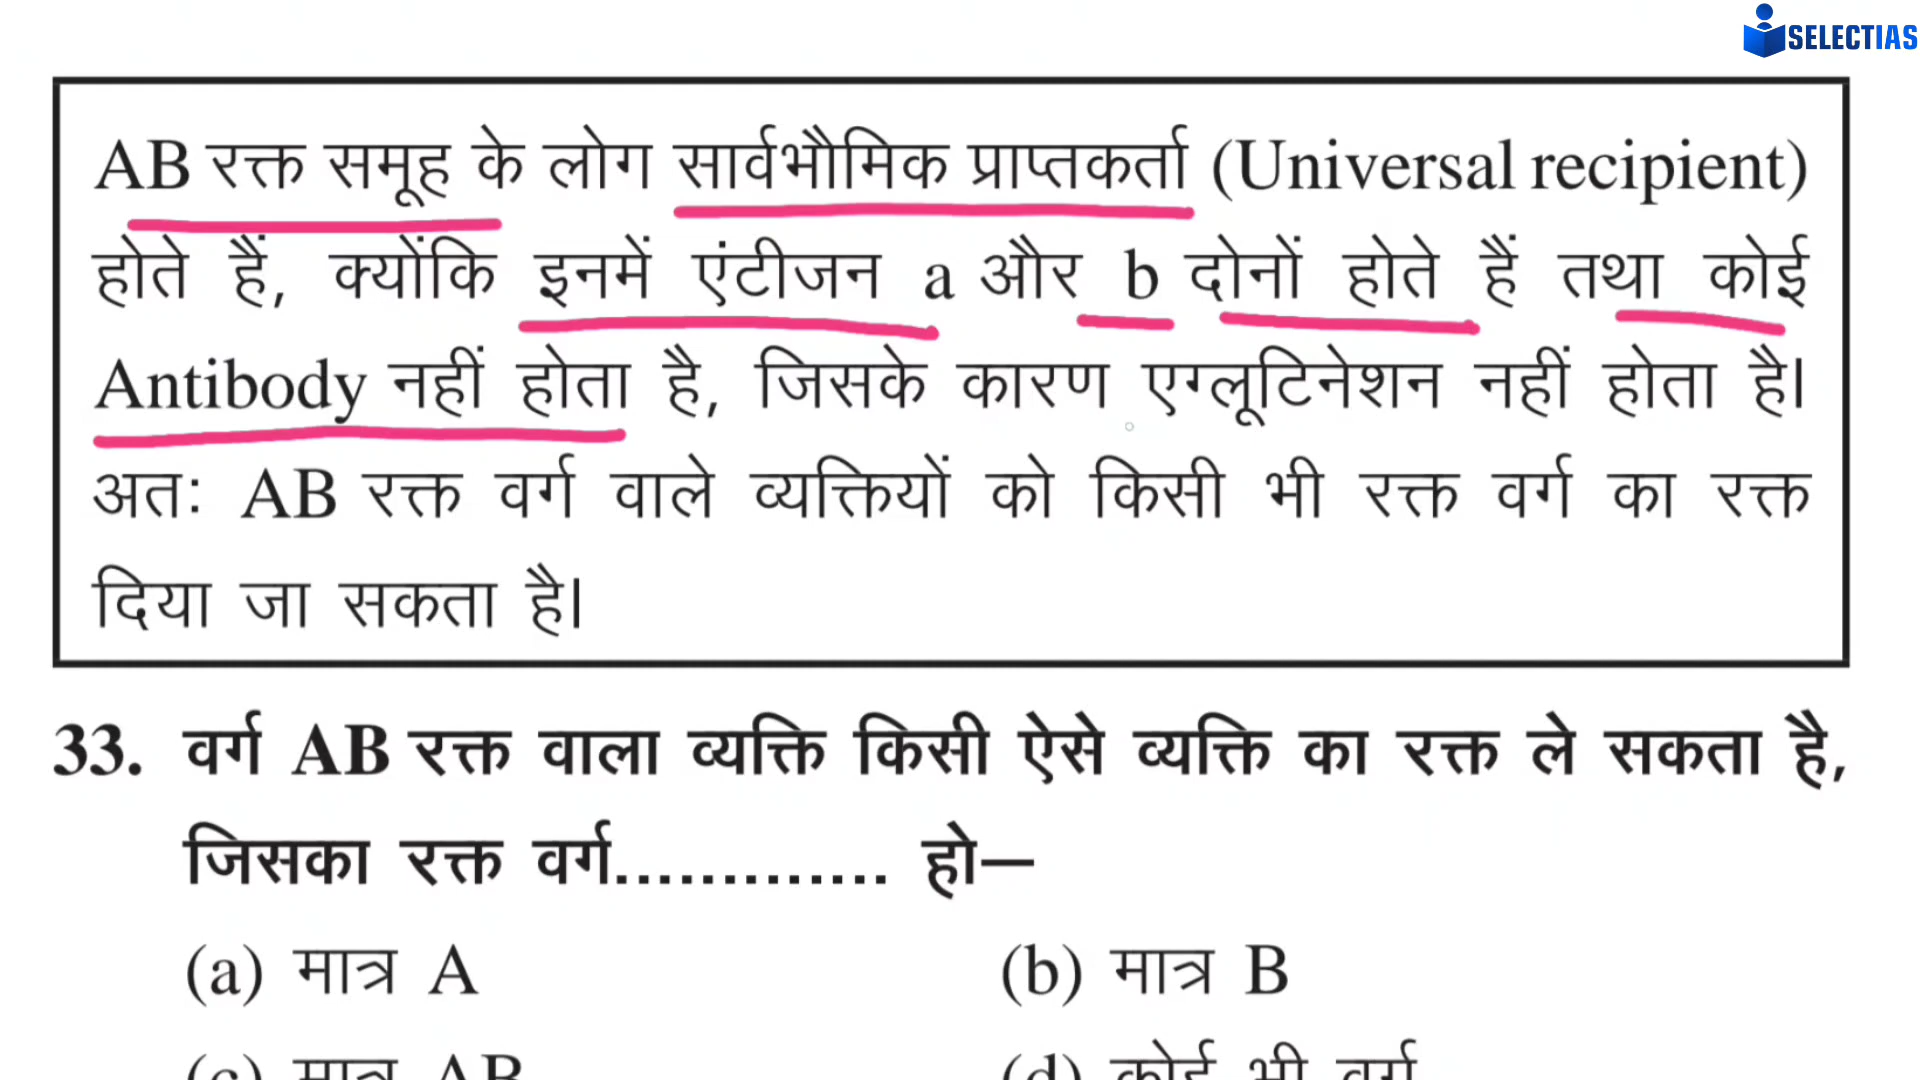 SELECTIAS
AB रक्त समूह के लोग सार्वभौमिक प्राप्तकर्ता (Universal recipient)
होते हैं, क्योंकि इनमें एंटीजन a और b दोनों होते हैं तथा कोई
Antibody नहीं होता है, जिसके कारण एग्लूटिनेशन नहीं होता है।
अतः AB रक्त वर्ग वाले व्यक्तियों को किसी भी रक्त वर्ग का रक्त
दिया जा सकता है।
33. वर्ग AB रक्त वाला व्यक्ति किसी ऐसे व्यक्ति का रक्त ले सकता है,
जिसका रक्त वर्ग............. हो—
(a) मात्र A (b) मात्र B
(c) मात्र AB (d) कोई भी वर्ग